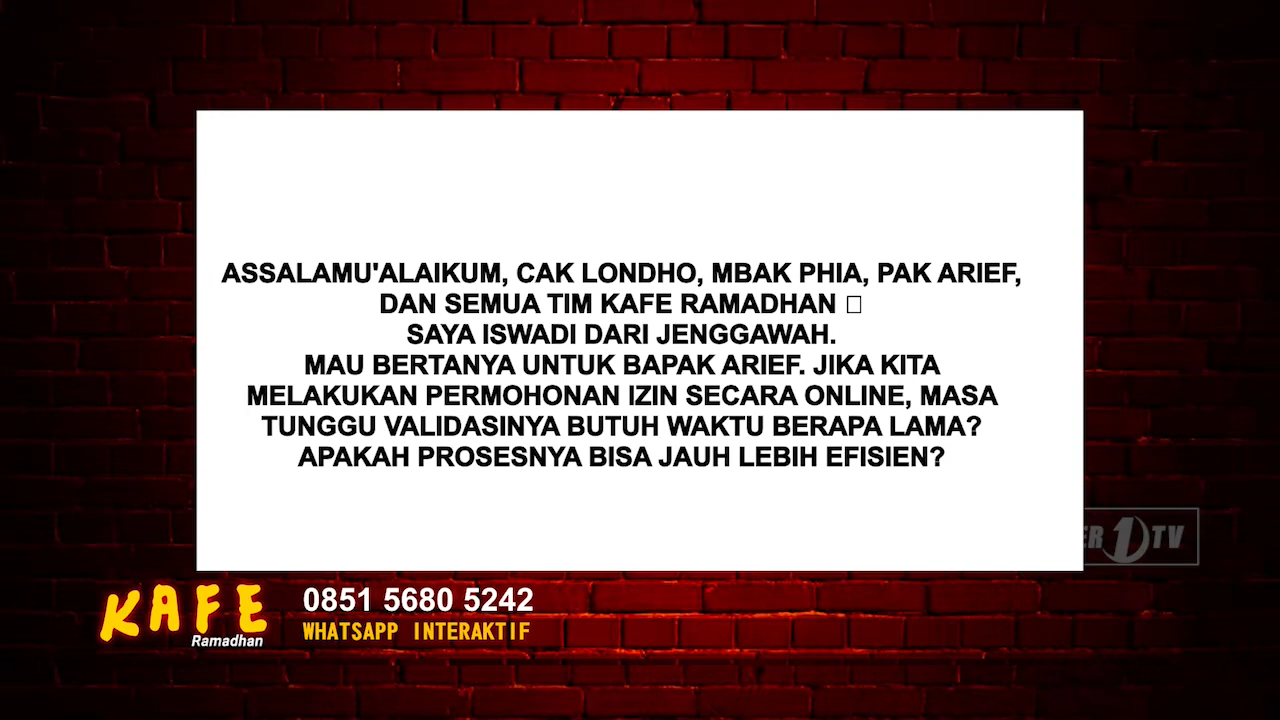 ASSALAMU'ALAIKUM, CAK LONDHO, MBAK PHIA, PAK ARIEF,
DAN SEMUA TIM KAFE RAMADHAN
SAYA ISWADI DARI JENGGAWAH.
MAU BERTANYA UNTUK BAPAK ARIEF. JIKA KITA
MELAKUKAN PERMOHONAN IZIN SECARA ONLINE, MASA
TUNGGU VALIDASINYA BUTUH WAKTU BERAPA LAMA?
APAKAH PROSESNYA BISA JAUH LEBIH EFISIEN?
1 TV
KAFE
Ramadhan
0851 5680 5242
WHATSAPP INTERAKTIF